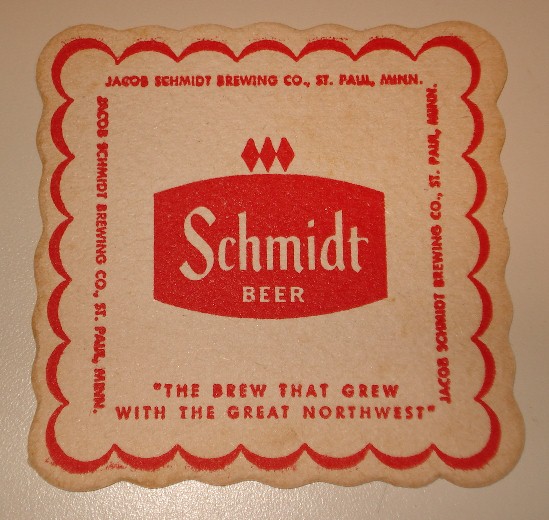 JACOB SCHMIDT BREWING CO., ST. PAUL, MINN.
JACOB SCHMIDT BREWING CO., ST. PAUL, MINN.
JACOB SCHMIDT BREWING CO., ST. PAUL, MINN.
Schmidt
BEER
"THE BREW THAT GREW
WITH THE GREAT NORTHWEST"